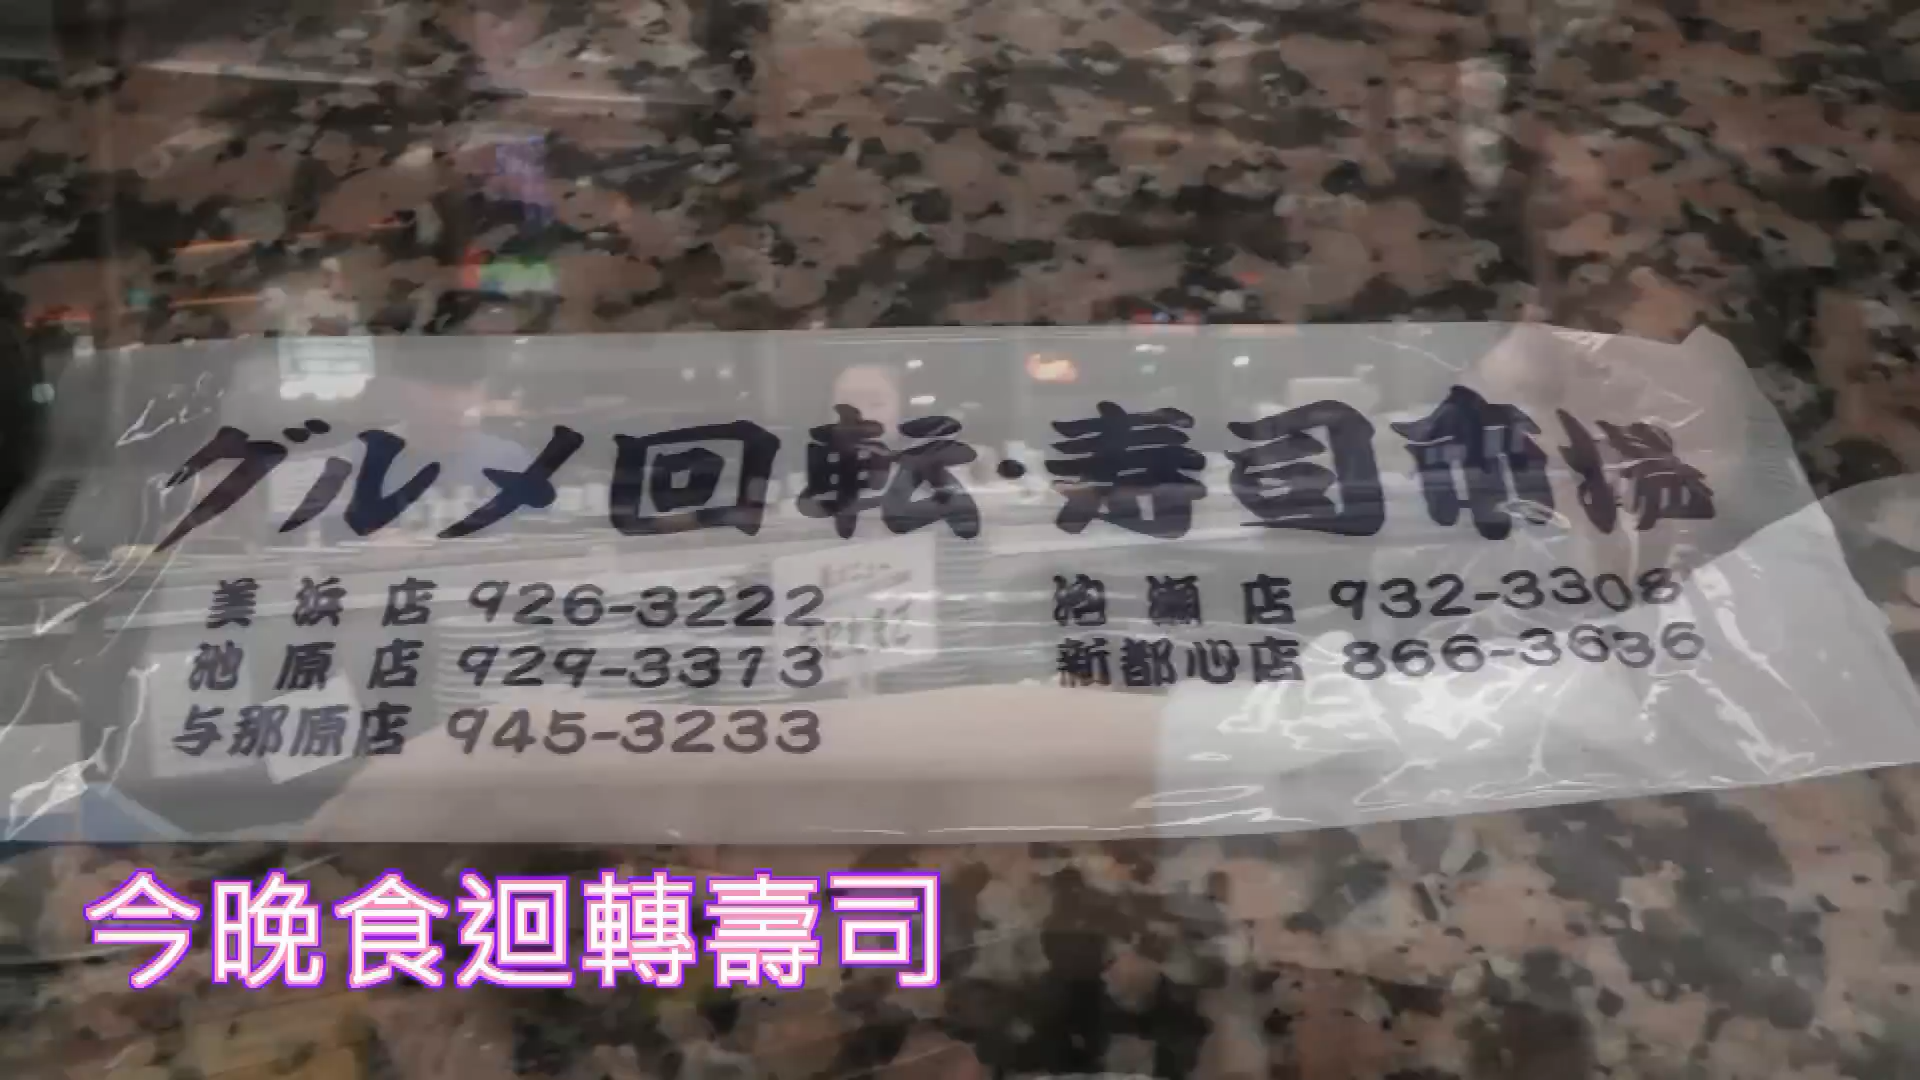 グルメ回転·寿司市場
美浜店 926-3222
泡瀬店 932-3308
池原店 929-3313
新都心店 866-3636
与那原店 945-3233
今晚食迴轉壽司